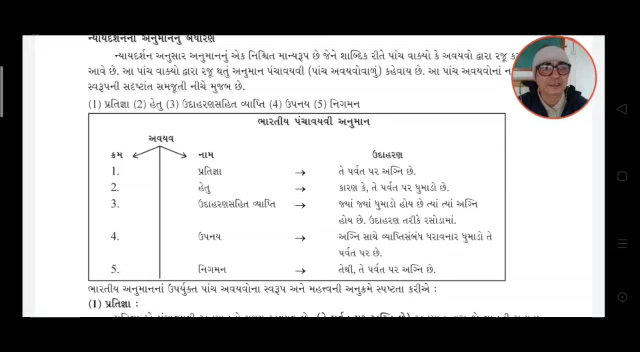 ન્યાયદર્શનના અનુમાનનું બંધારણ
ન્યાયદર્શન અનુસાર અનુમાનનું એક નિશ્ચિત માન્યરૂપ છે જેને શાબ્દિક રીતે પાંચ વાક્યો કે અવયવો દ્વારા રજૂ
આવે છે. આ પાંચ વાક્યો દ્વારા રજૂ થતું અનુમાન પંચાવયવી (પાંચ અવયવોવાળું) કહેવાય છે. આ પાંચ અવયવોનાં
સ્વરૂપની સદષ્ટાંત સમજૂતી નીચે મુજબ છે.
(1) પ્રતિજ્ઞા (2) હેતુ (3) ઉદાહરણસહિત વ્યાપ્તિ (4) ઉપનય (5) નિગમન
ભારતીય પંચાવયવી અનુમાન
અવયવ
ક્રમ નામ ઉદાહરણ
1. પ્રતિજ્ઞા → તે પર્વત પર અગ્નિ છે.
2. હેતુ → કારણ કે, તે પર્વત પર ધુમાડો છે.
3. ઉદાહરણસહિત વ્યાપ્તિ → જ્યાં જ્યાં ધુમાડો હોય છે ત્યાં ત્યાં અગ્નિ
હોય છે. ઉદાહરણ તરીકે રસોડામાં.
4. ઉપનય → અગ્નિ સાથે વ્યાપ્તિસંબંધ ધરાવનાર ધુમાડો તે
પર્વત પર છે.
5. નિગમન → તેથી, તે પર્વત પર અગ્નિ છે.
ભારતીય અનુમાનનાં ઉપર્યુક્ત પાંચ અવયવોના સ્વરૂપ અને મહત્ત્વની અનુક્રમે સ્પષ્ટતા કરીએ :
(1) પ્રતિજ્ઞા :